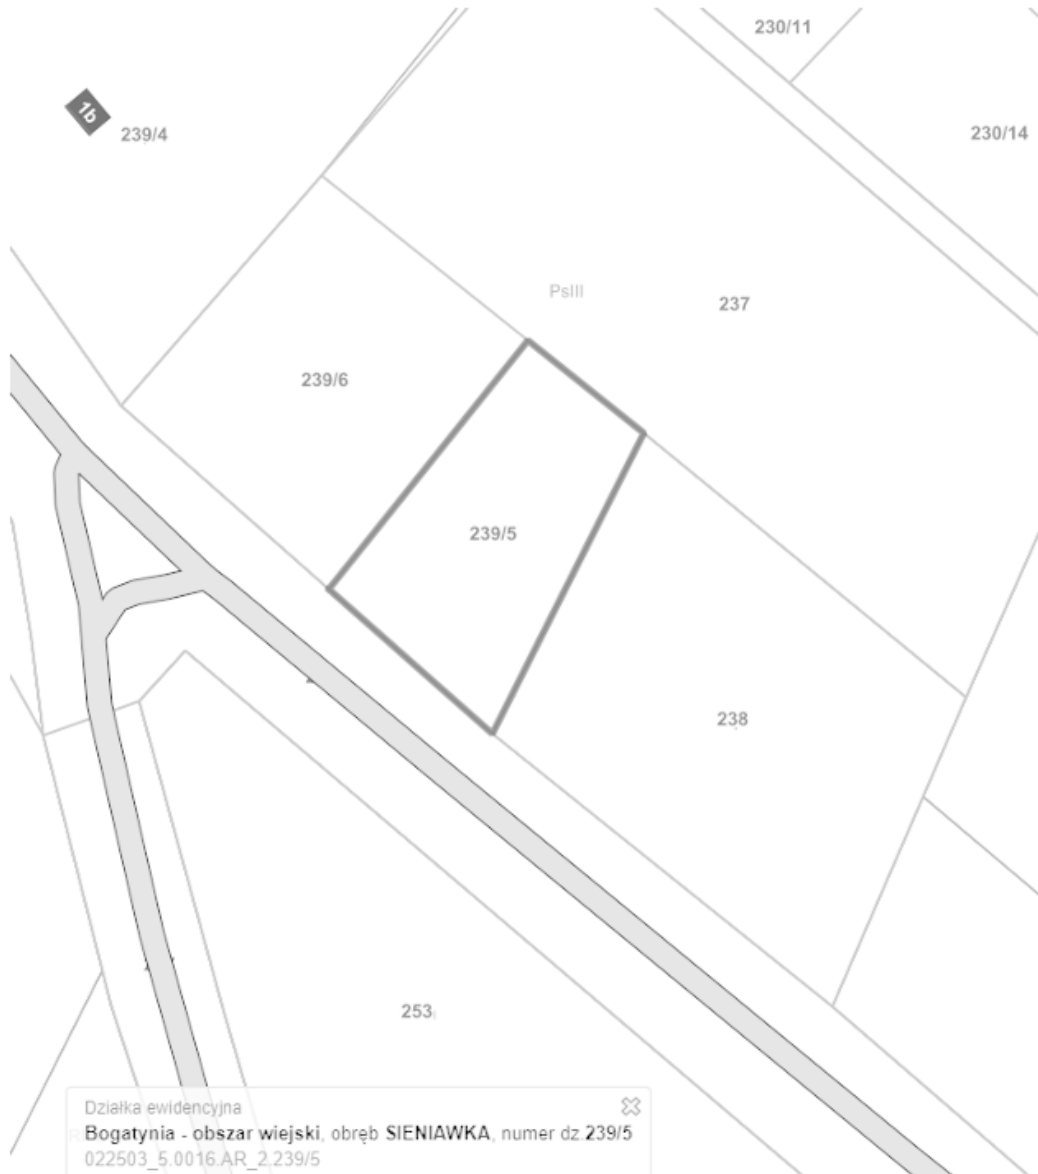 230/11
1b
239/4
230/14
PsIII
237
239/6
239/5
238
253
Działka ewidencyjna
Bogatynia - obszar wiejski, obręb SIENIAWKA, numer dz.239/5
022503_5.0016.AR_2.239/5